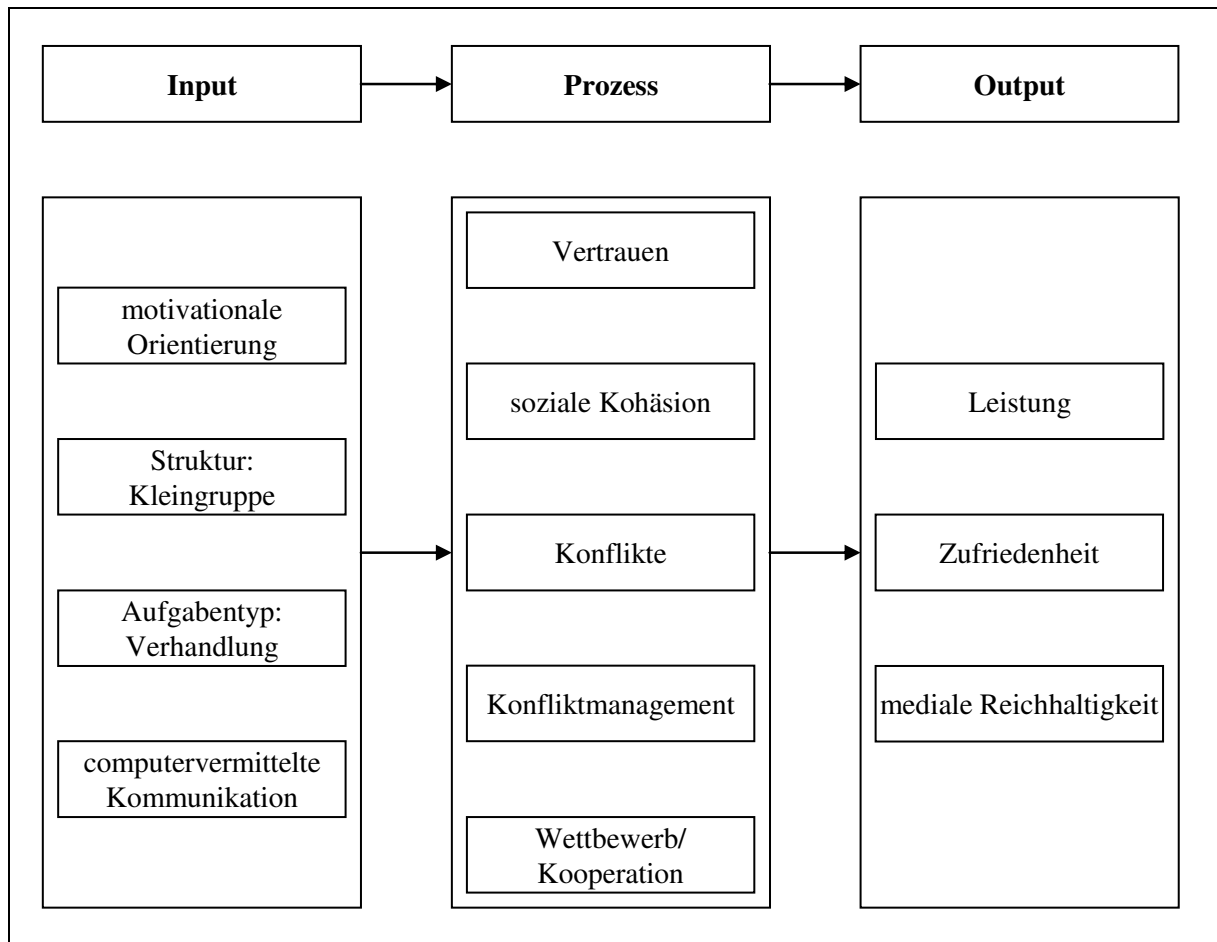 Input
Prozess
Output
motivationale
Orientierung
Struktur:
Kleingruppe
Aufgabentyp:
Verhandlung
computervermittelte
Kommunikation
Vertrauen
soziale Kohäsion
Konflikte
Konfliktmanagement
Wettbewerb/
Kooperation
Leistung
Zufriedenheit
mediale Reichhaltigkeit